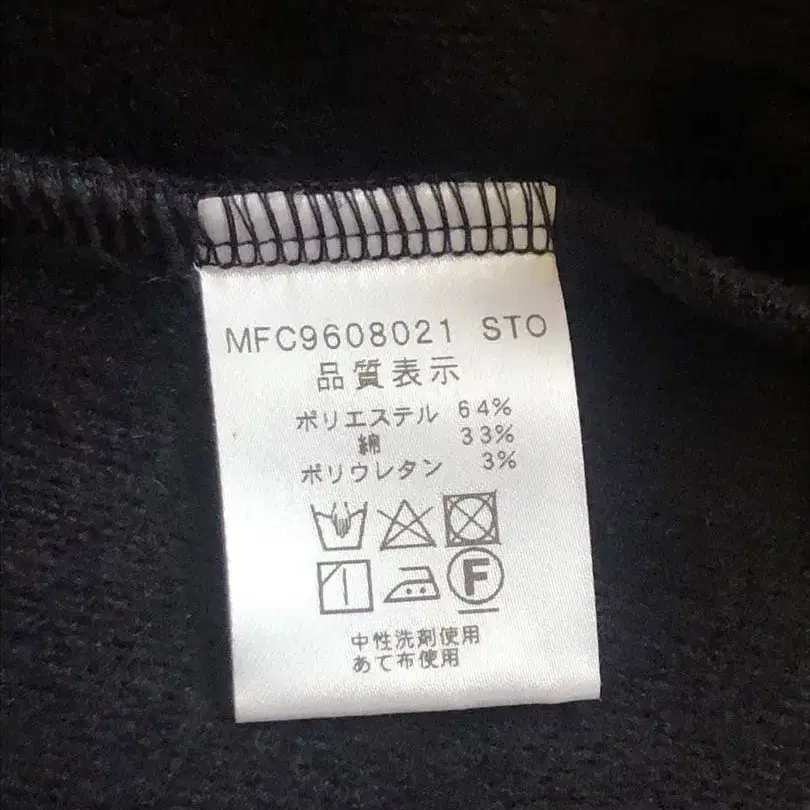 MFC9608021 STO
品質表示
ポリエステル 64%
綿 33%
ポリウレタン 3%
F
中性洗剤使用
あて布使用